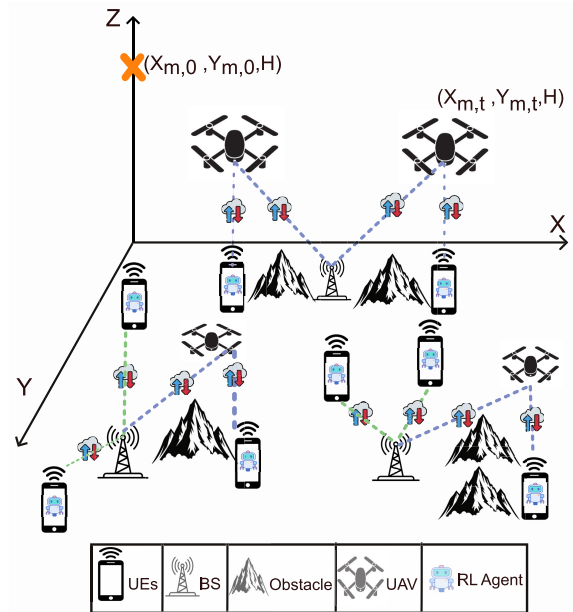 Z
(Xm,0 ,Ym,0,H)
(Xm,t ,Ym,t,H)
X
Y
UEs
BS
Obstacle
UAV
RL Agent